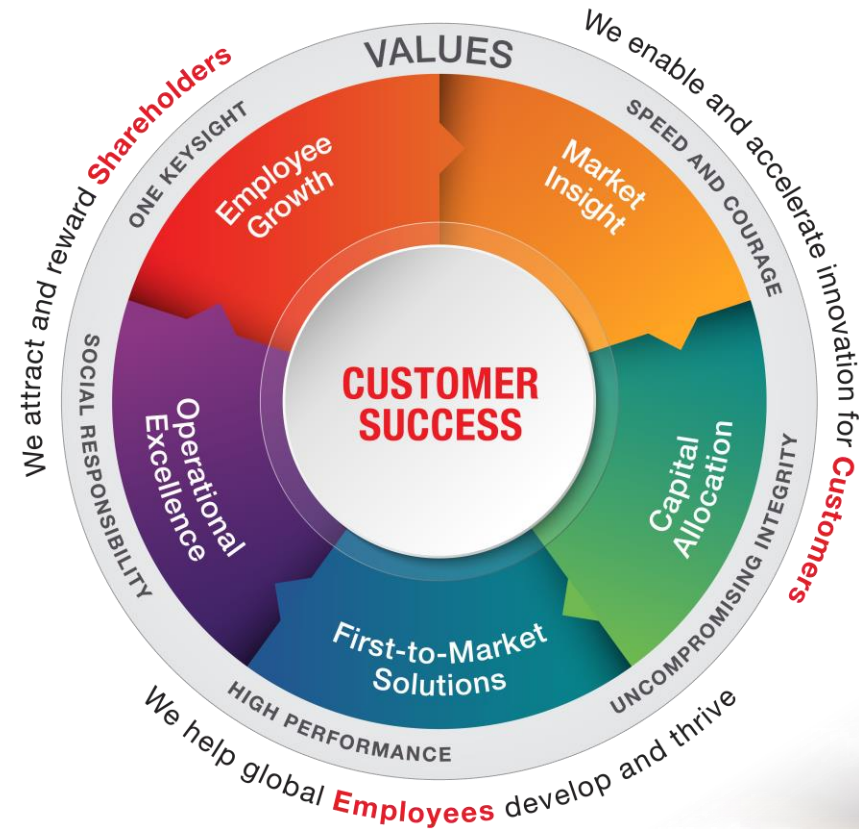 VALUES
We enable and accelerate innovation for Customers
SPEED AND COURAGE
UNCOMPROMISING INTEGRITY
HIGH PERFORMANCE
SOCIAL RESPONSIBILITY
ONE KEYSIGHT
We help global Employees develop and thrive
We attract and reward Shareholders
Market
Insight
Capital
Allocation
First-to-Market
Solutions
Operational
Excellence
Employee
Growth
CUSTOMER
SUCCESS